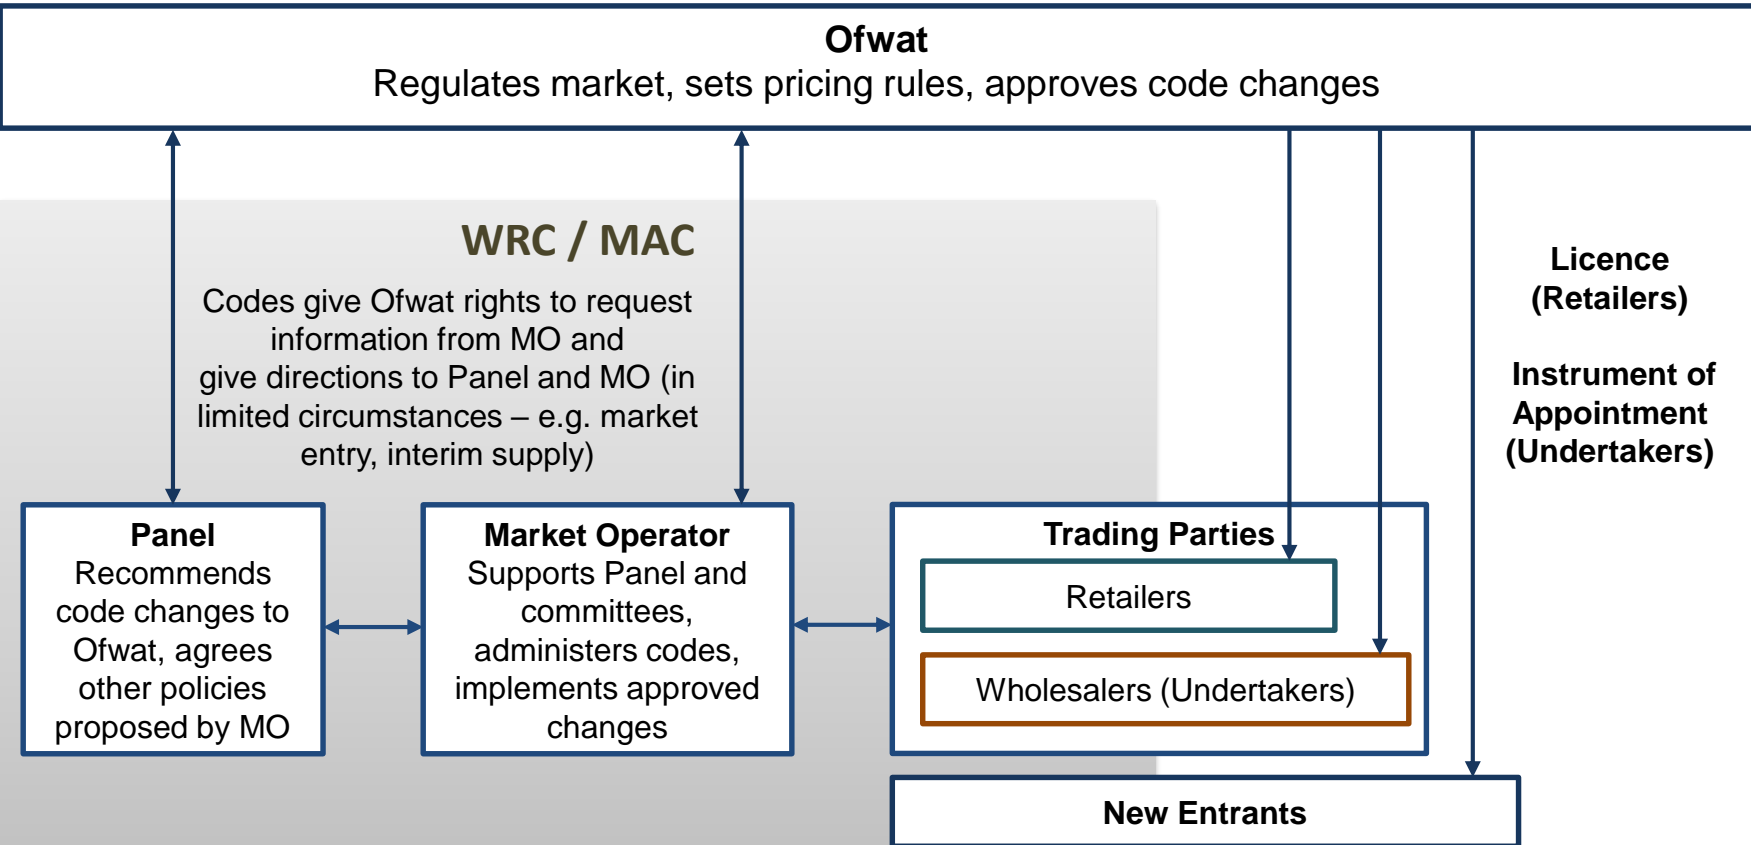 Ofwat
Regulates market, sets pricing rules, approves code changes
WRC / MAC
Codes give Ofwat rights to request
information from MO and
give directions to Panel and MO (in
limited circumstances – e.g. market
entry, interim supply)
Licence
(Retailers)
Instrument of
Appointment
(Undertakers)
Panel
Recommends
code changes to
Ofwat, agrees
other policies
proposed by MO
Market Operator
Supports Panel and
committees,
administers codes,
implements approved
changes
Trading Parties
Retailers
Wholesalers (Undertakers)
New Entrants